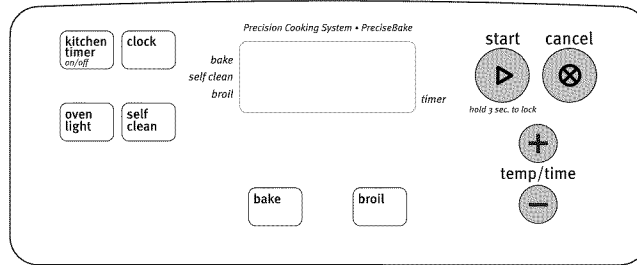 Precision Cooking System • PreciseBake
kitchen
timer
on/off
clock
bake
self clean
broil
timer
start
cancel
hold 3 sec. to lock
oven
light
self
clean
temp/time
bake
broil